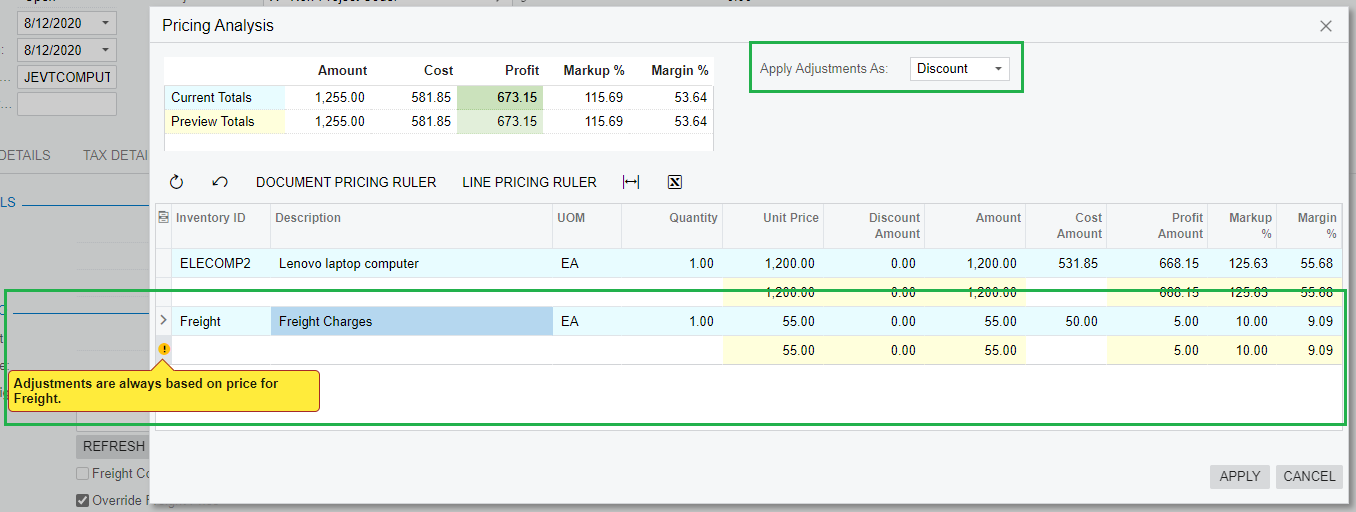 8/12/2020
8/12/2020
JEVTCOMPUT
DETAILS
TAX DETAI
LS
REFRESH
Freight Co
Override
Pricing Analysis
Apply Adjustments As: Discount
Amount Cost Profit Markup % Margin %
Current Totals 1,255.00 581.85 673.15 115.69 53.64
Preview Totals 1,255.00 581.85 673.15 115.69 53.64
DOCUMENT PRICING RULER LINE PRICING RULER
Inventory ID Description UOM Quantity Unit Price Discount Amount Amount Cost Amount Profit Amount Markup % Margin %
ELECOMP2 Lenovo laptop computer EA 1.00 1,200.00 0.00 1,200.00 531.85 668.15 125.63 55.68
1,200.00 0.00 1,200.00 668.15 125.63 55.68
Freight Freight Charges EA 1.00 55.00 0.00 55.00 50.00 5.00 10.00 9.09
55.00 0.00 55.00 5.00 10.00 9.09
Adjustments are always based on price for
Freight.
APPLY CANCEL